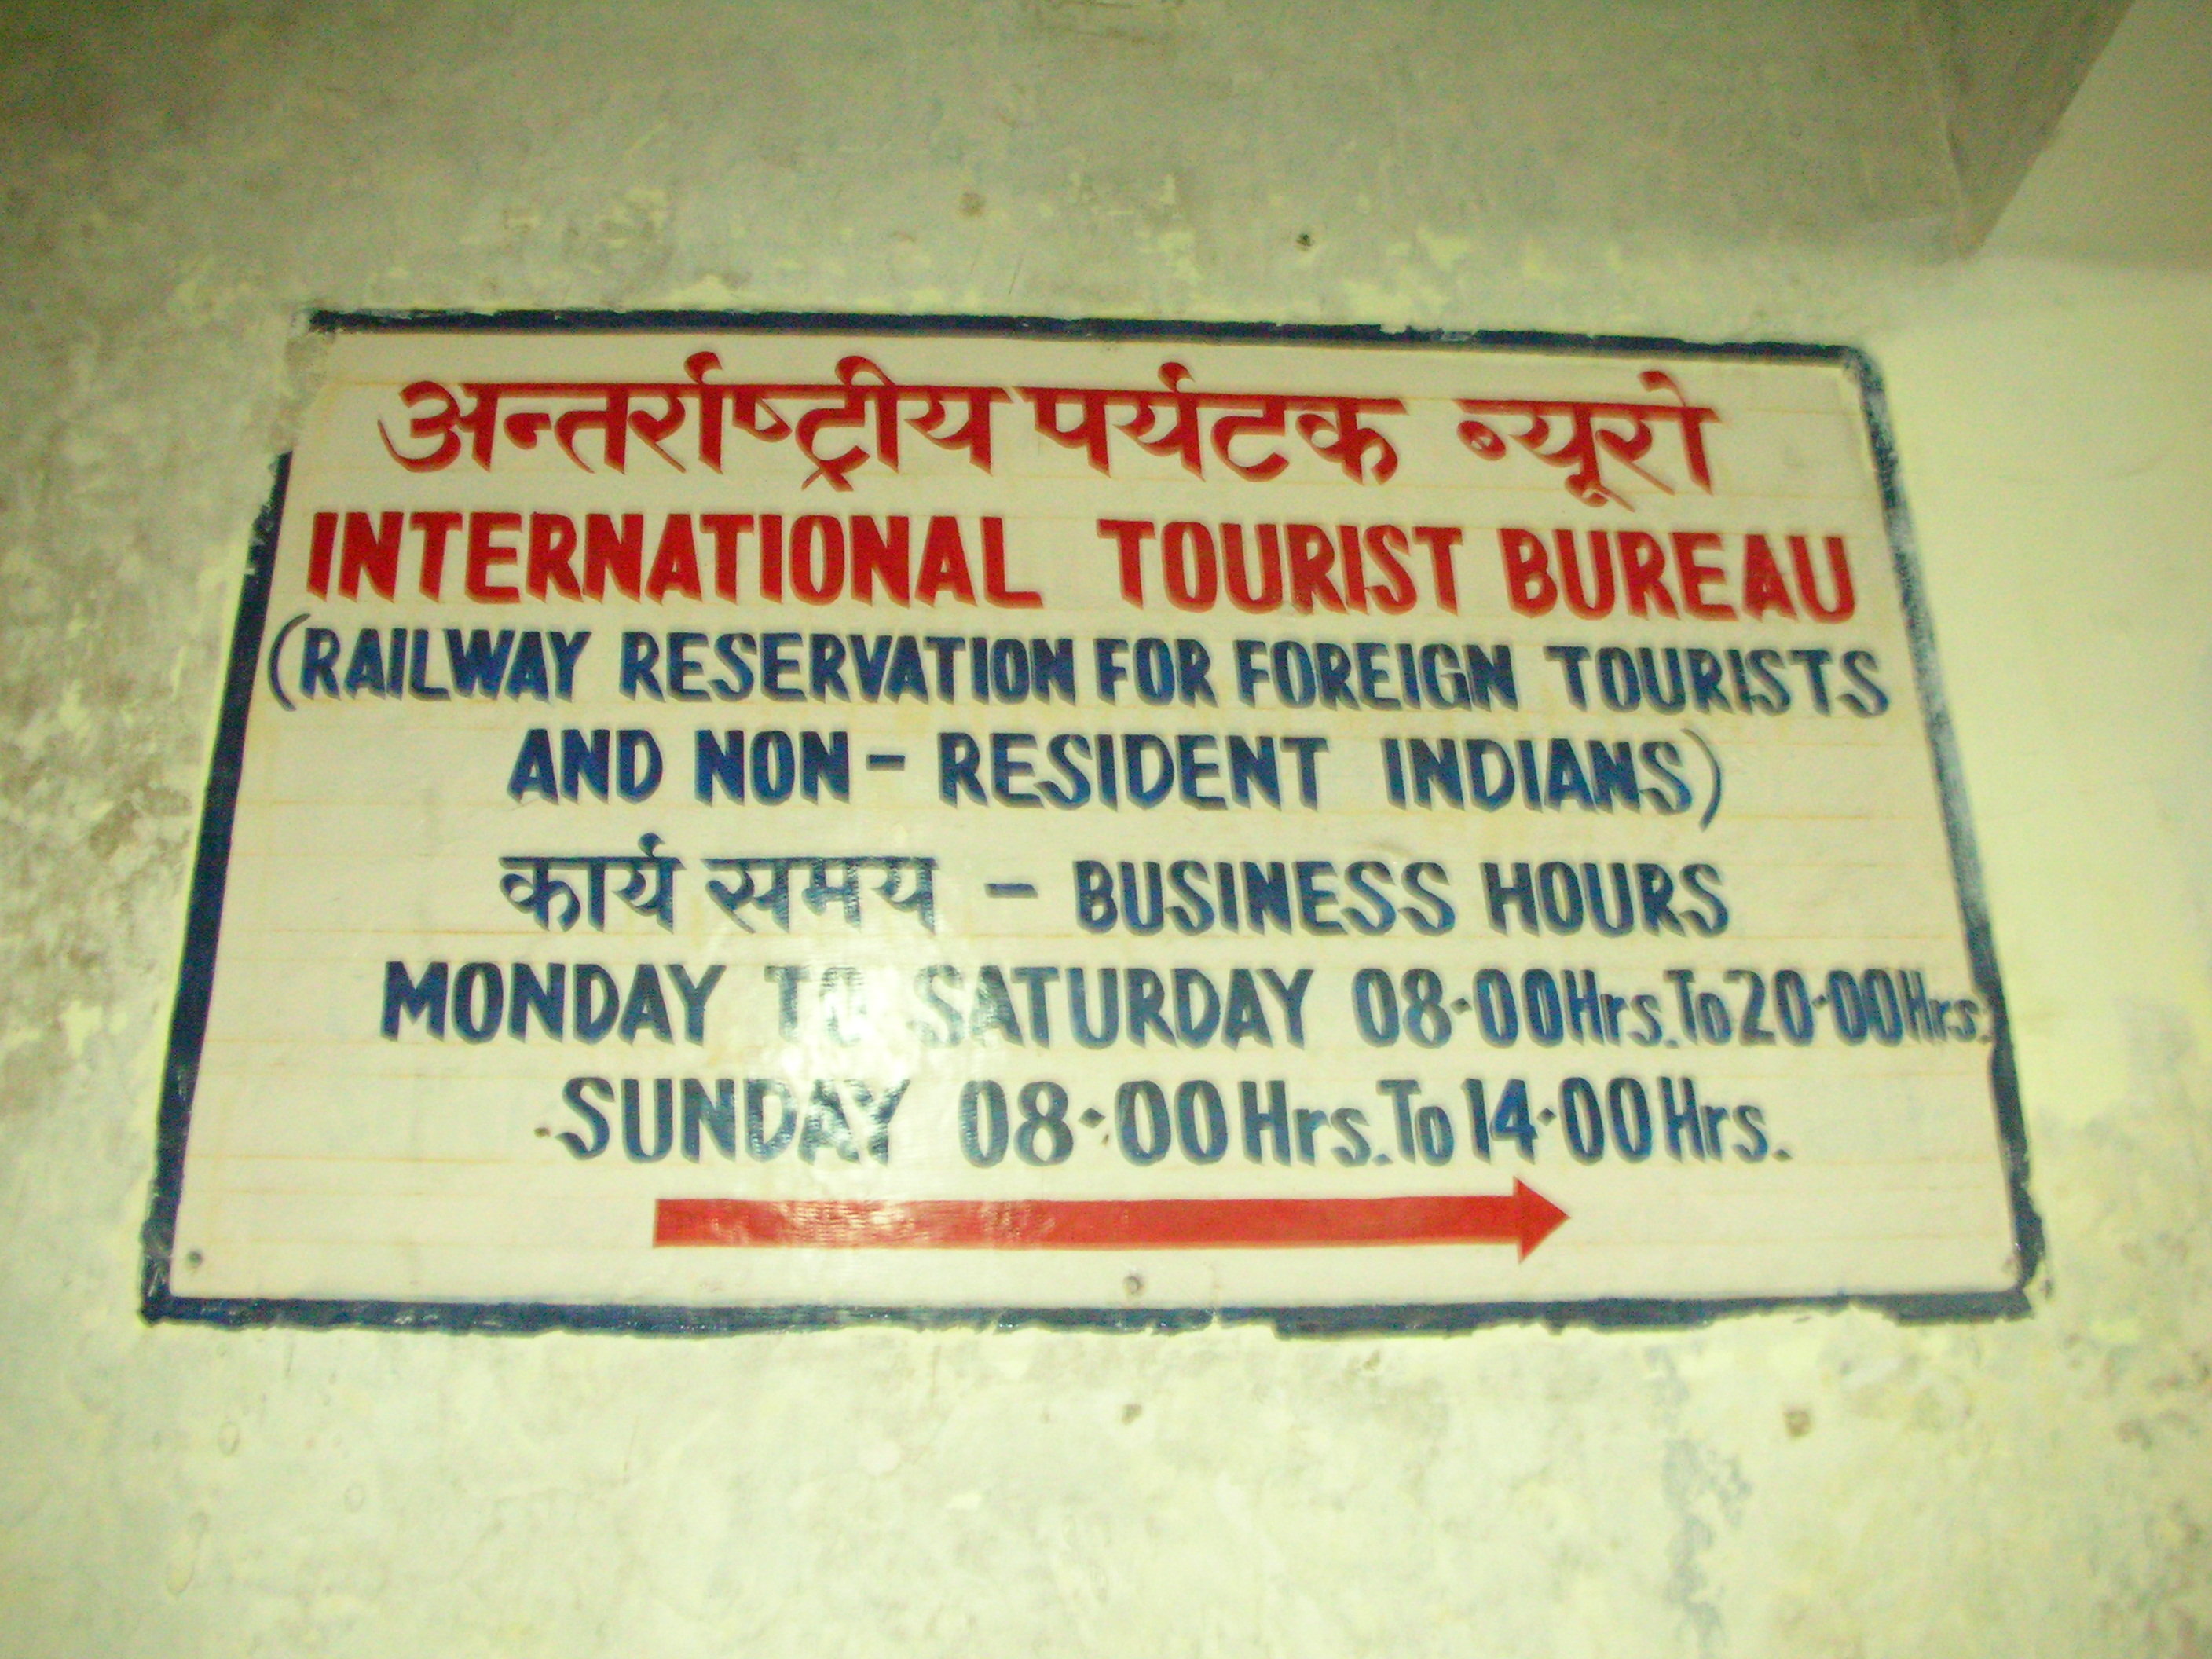 अन्तर्राष्ट्रीय पर्यटक ब्यूरो
INTERNATIONAL TOURIST BUREAU
(RAILWAY RESERVATION FOR FOREIGN TOURISTS
AND NON - RESIDENT INDIANS)
कार्य समय - BUSINESS HOURS
MONDAY TO SATURDAY 08·00Hrs.To20·00Hrs.
SUNDAY 08·00Hrs.To14·00Hrs.